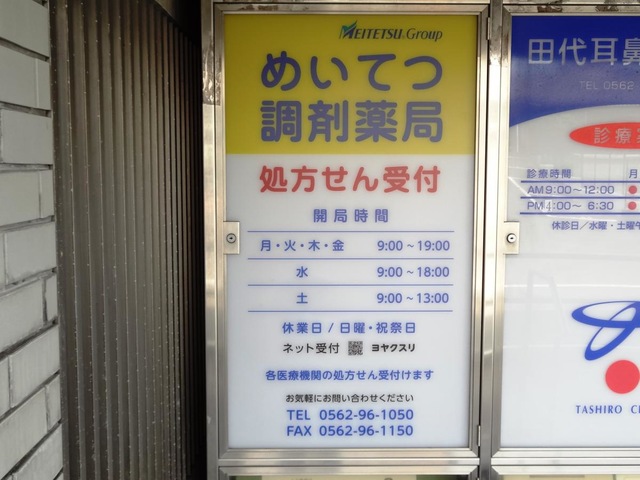 MEITETSU Group
めいてつ
調剤薬局
処方せん受付
開局時間
月・火・木・金 9:00～19:00
水 9:00～18:00
土 9:00～13:00
休業日/日曜・祝祭日
ネット受付 ヨヤクスリ
各医療機関の処方せん受付けます
お気軽にお問い合わせください
TEL 0562-96-1050
FAX 0562-96-1150
田代耳鼻
TEL 0562
診療
診療時間 月
AM9:00～12:00 ●
PM4:00～ 6:30 ●
休診日/水曜・土曜午
TASHIRO